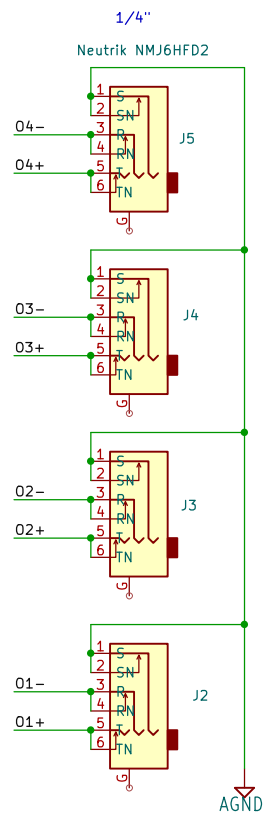 1/4"
Neutrik NMJ6HFD2
1 S
2 SN
O4- 3 R
4 RN
J5
O4+ 5 T
6 TN
G
1 S
2 SN
O3- 3 R
4 RN
J4
O3+ 5 T
6 TN
G
1 S
2 SN
O2- 3 R
4 RN
J3
O2+ 5 T
6 TN
G
1 S
2 SN
O1- 3 R
4 RN
J2
O1+ 5 T
6 TN
G
AGND